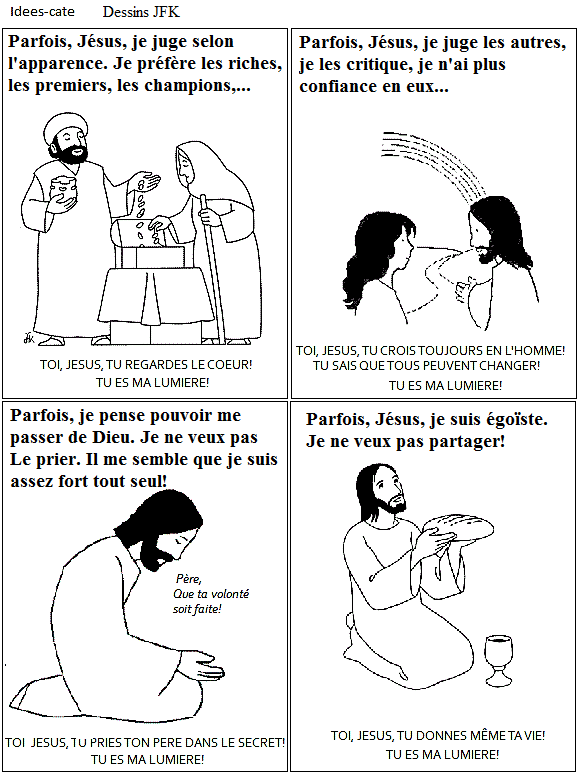 Idees-cate Dessins JFK
Parfois, Jésus, je juge selon
l'apparence. Je préfère les riches,
les premiers, les champions,...
JK
TOI, JESUS, TU REGARDES LE COEUR!
TU ES MA LUMIERE!
Parfois, Jésus, je juge les autres,
je les critique, je n'ai plus
confiance en eux...
TOI, JESUS, TU CROIS TOUJOURS EN L'HOMME!
TU SAIS QUE TOUS PEUVENT CHANGER!
TU ES MA LUMIERE!
Parfois, je pense pouvoir me
passer de Dieu. Je ne veux pas
Le prier. Il me semble que je suis
assez fort tout seul!
Père,
Que ta volonté
soit faite!
TOI JESUS, TU PRIES TON PERE DANS LE SECRET!
TU ES MA LUMIERE!
Parfois, Jésus, je suis égoïste.
Je ne veux pas partager!
TOI, JESUS, TU DONNES MÊME TA VIE!
TU ES MA LUMIERE!